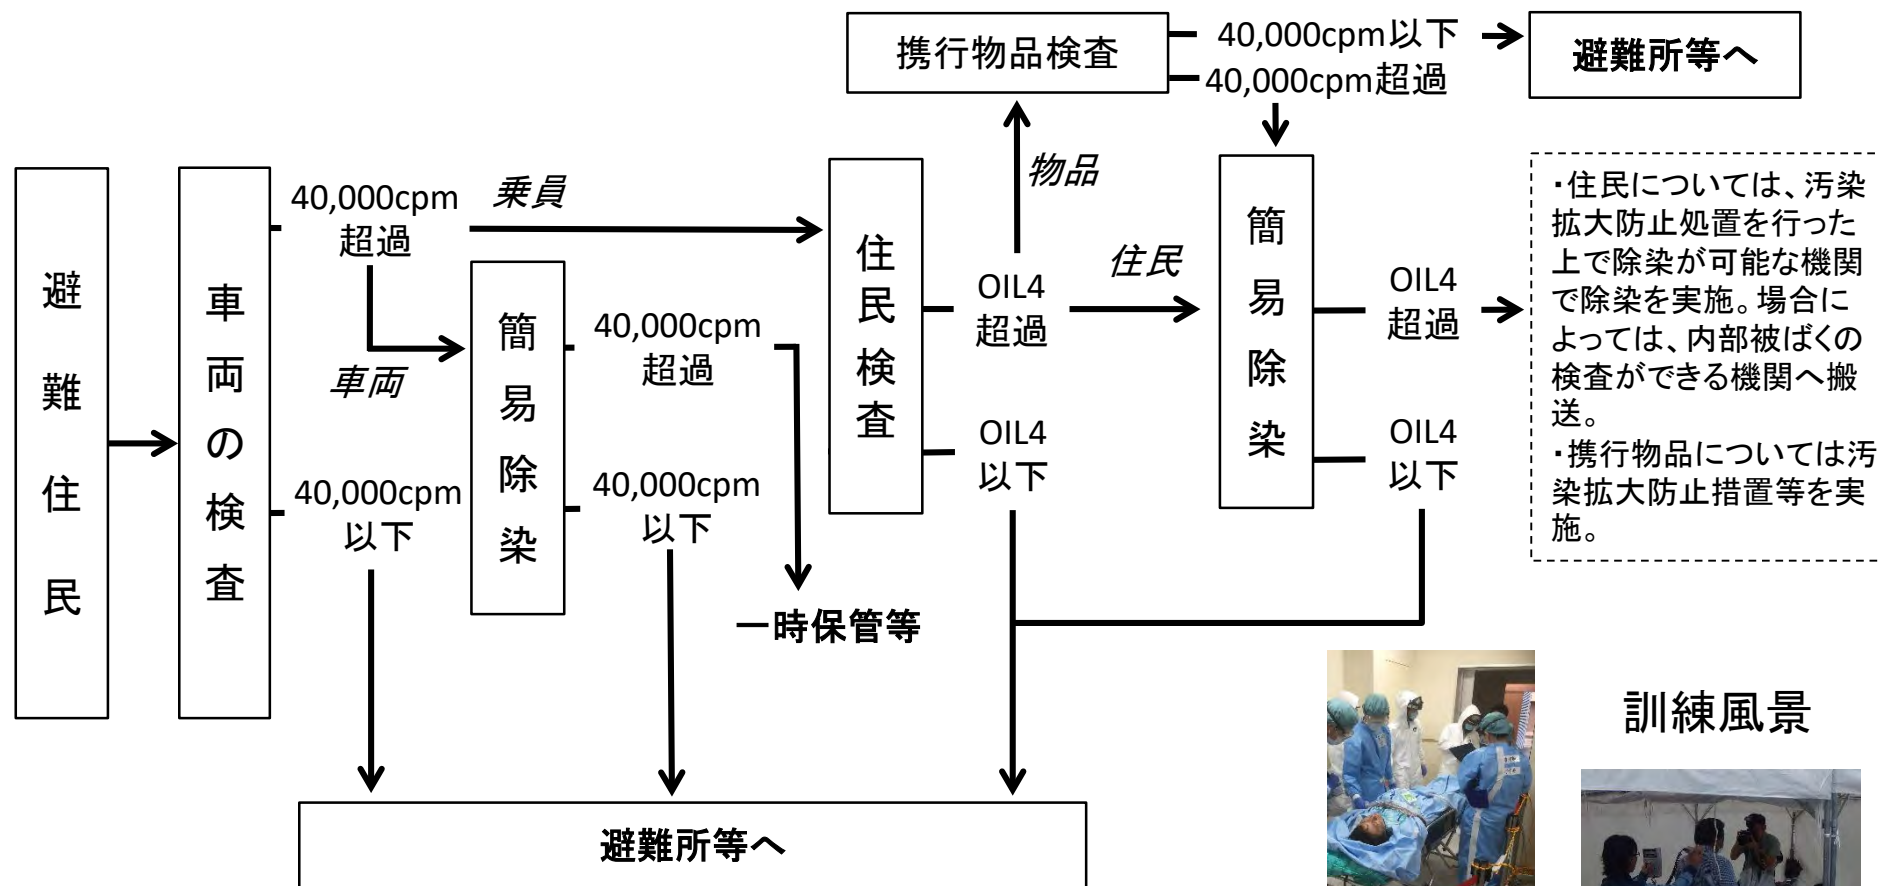 避難住民
車両の検査
40,000cpm
超過
乗員
車両
40,000cpm
以下
簡易除染
40,000cpm
超過
40,000cpm
以下
一時保管等
住民検査
OIL4
超過
OIL4
以下
物品
住民
携行物品検査
40,000cpm以下
40,000cpm超過
避難所等へ
簡易除染
OIL4
超過
OIL4
以下
・住民については、汚染
拡大防止処置を行った
上で除染が可能な機関
で除染を実施。場合に
よっては、内部被ばくの
検査ができる機関へ搬
送。
・携行物品については汚
染拡大防止措置等を実
施。
避難所等へ
訓練風景